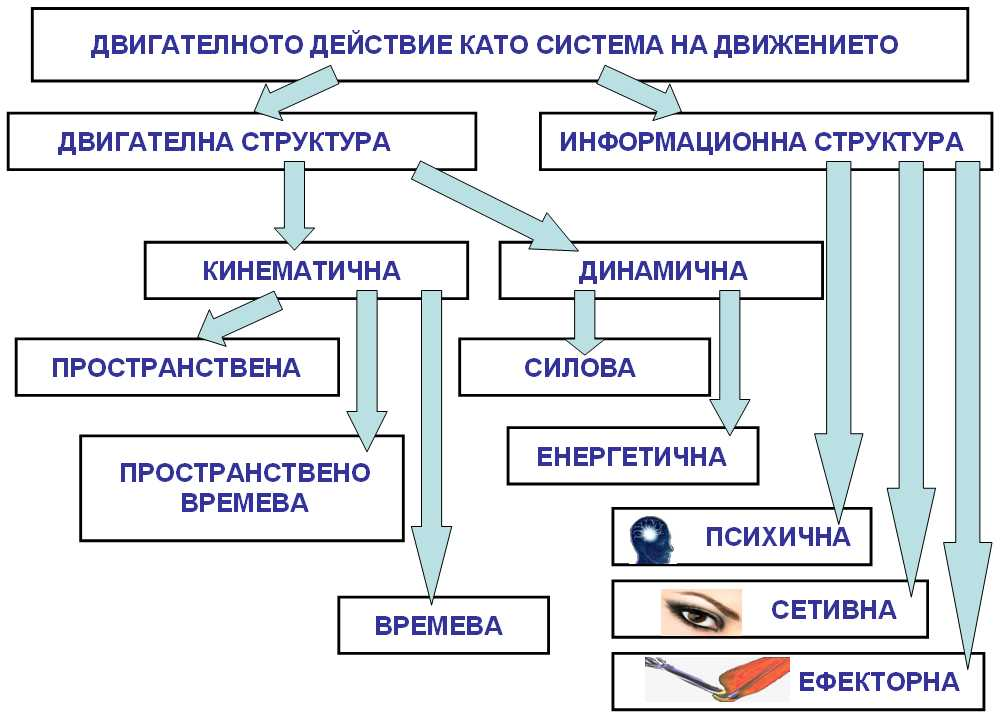 ДВИГАТЕЛНОТО ДЕЙСТВИЕ КАТО СИСТЕМА НА ДВИЖЕНИЕТО
ДВИГАТЕЛНА СТРУКТУРА
ИНФОРМАЦИОННА СТРУКТУРА
КИНЕМАТИЧНА
ДИНАМИЧНА
ПРОСТРАНСТВЕНА
СИЛОВА
ПРОСТРАНСТВЕНО
ВРЕМЕВА
ЕНЕРГЕТИЧНА
ПСИХИЧНА
СЕТИВНА
ВРЕМЕВА
ЕФЕКТОРНА